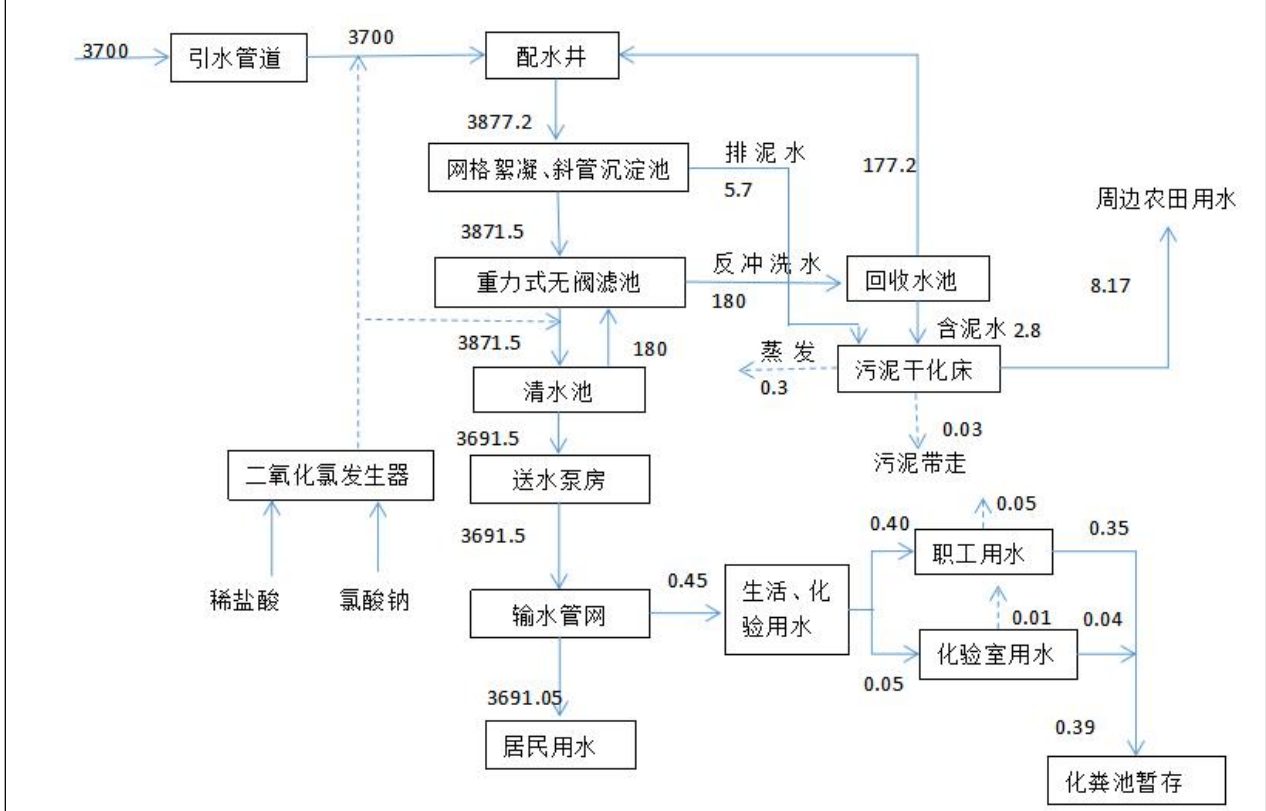 3700
引水管道
3700
配水井
3877.2
网格絮凝、斜管沉淀池
排泥水
5.7
177.2
周边农田用水
3871.5
重力式无阀滤池
反冲洗水
180
回收水池
8.17
含泥水 2.8
3871.5
180
蒸发
0.3
污泥干化床
清水池
0.03
污泥带走
3691.5
二氧化氯发生器
送水泵房
0.05
0.40
职工用水
0.35
3691.5
稀盐酸
氯酸钠
0.45
生活、化
验用水
输水管网
0.01
0.04
化验室用水
0.05
3691.05
居民用水
0.39
化粪池暂存